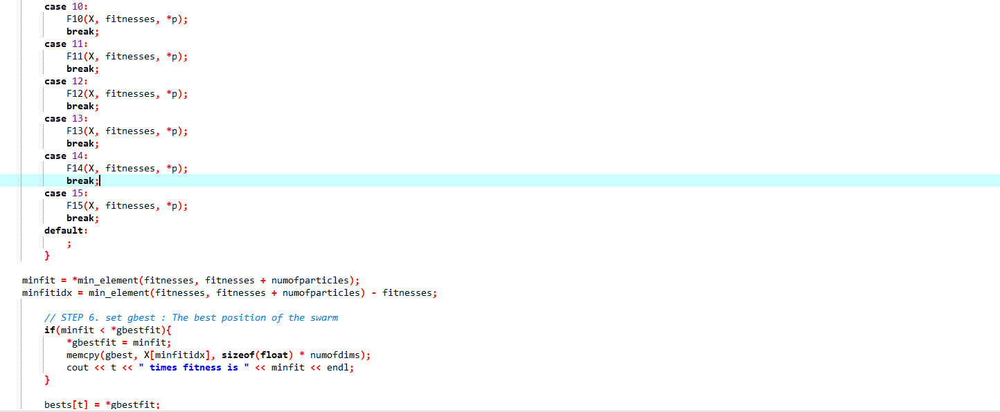 case 10:
F10(X, fitnesses, *p);
break;
case 11:
F11(X, fitnesses, *p);
break;
case 12:
F12(X, fitnesses, *p);
break;
case 13:
F13(X, fitnesses, *p);
break;
case 14:
F14(X, fitnesses, *p);
break;
case 15:
F15(X, fitnesses, *p);
break;
default:
;
}
minfit = *min_element(fitnesses, fitnesses + numofparticles);
minfitidx = min_element(fitnesses, fitnesses + numofparticles) - fitnesses;
// STEP 6. set gbest : The best position of the swarm
if(minfit < *gbestfit){
*gbestfit = minfit;
memcpy(gbest, X[minfitidx], sizeof(float) * numofdims);
cout << t << " times fitness is " << minfit << endl;
}
bests[t] = *gbestfit;